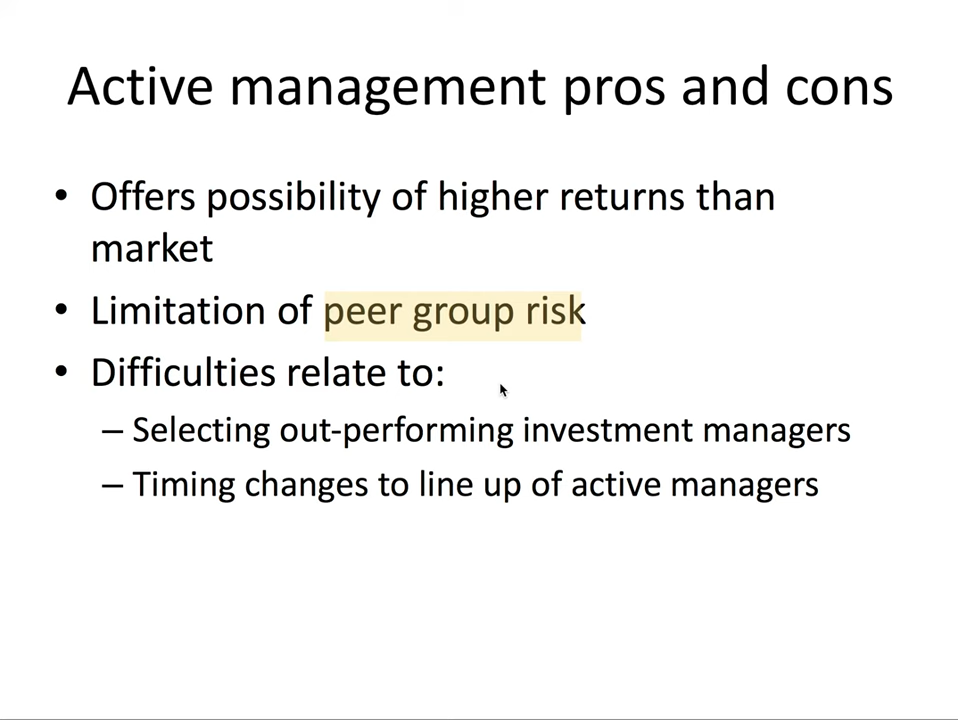 Active management pros and cons
• Offers possibility of higher returns than
market
• Limitation of peer group risk
• Difficulties relate to:
– Selecting out-performing investment managers
– Timing changes to line up of active managers